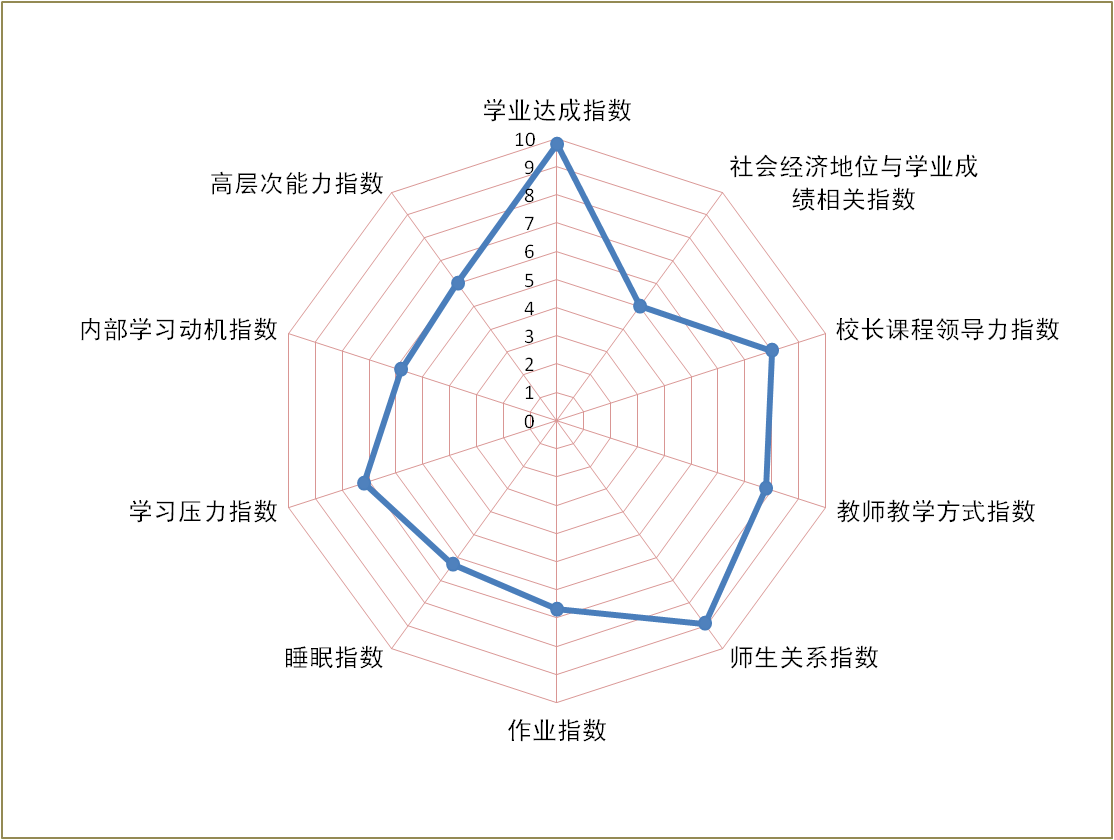 学业达成指数
社会经济地位与学业成
绩相关指数
校长课程领导力指数
教师教学方式指数
师生关系指数
作业指数
睡眠指数
学习压力指数
内部学习动机指数
高层次能力指数
10
9
8
7
6
5
4
3
2
1
0